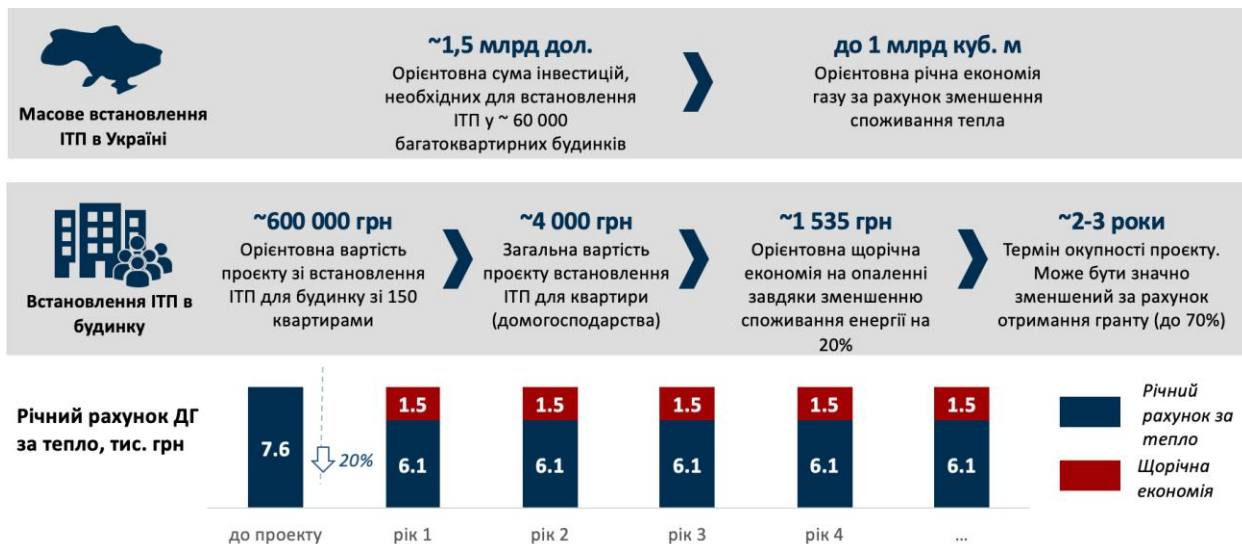 Масове встановлення
ІТП в Україні
~1,5 млрд дол.
Орієнтовна сума інвестицій,
необхідних для встановлення
ІТП у ~ 60 000
багатоквартирних будинків
до 1 млрд куб. м
Орієнтовна річна економія
газу за рахунок зменшення
споживання тепла
Встановлення ІТП в
будинку
~600 000 грн
Орієнтовна вартість
проєкту зі встановлення
ІТП для будинку зі 150
квартирами
~4 000 грн
Загальна вартість
проєкту встановлення
ІТП для квартири
(домогосподарства)
~1 535 грн
Орієнтовна щорічна
економія на опаленні
завдяки зменшенню
споживання енергії на
20%
~2-3 роки
Термін окупності проєкту.
Може бути значно
зменшений за рахунок
отримання гранту (до 70%)
Річний рахунок ДГ
за тепло, тис. грн
7.6
20%
1.5
6.1
1.5
6.1
1.5
6.1
1.5
6.1
1.5
6.1
до проекту
рік 1
рік 2
рік 3
рік 4
...
Річний
рахунок за
тепло
Щорічна
економія